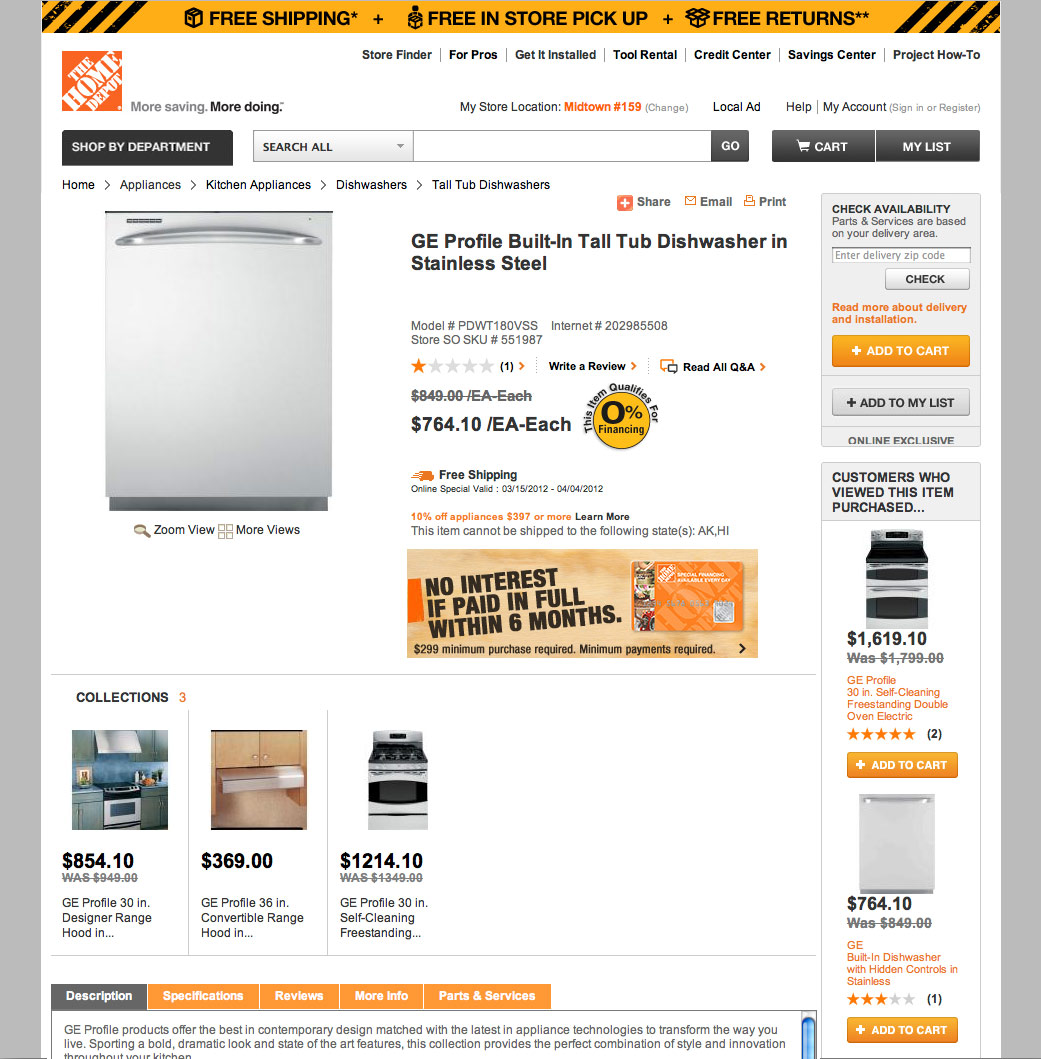 FREE SHIPPING* + FREE IN STORE PICK UP + FREE RETURNS**
Store Finder For Pros Get It Installed Tool Rental Credit Center Savings Center Project How-To
THE HOME DEPOT
More saving. More doing.
My Store Location: Midtown #159 (Change) Local Ad Help My Account (Sign in or Register)
SHOP BY DEPARTMENT SEARCH ALL GO CART MY LIST
Home > Appliances > Kitchen Appliances > Dishwashers > Tall Tub Dishwashers
Share Email Print
GE Profile Built-In Tall Tub Dishwasher in
Stainless Steel
Model # PDWT180VSS Internet # 202985508
Store SO SKU # 551987
(1) Write a Review Read All Q&A
$849.00 /EA-Each
$764.10 /EA-Each
This Item Qualifies For
0%
Financing
Free Shipping
Online Special Valid : 03/15/2012 - 04/04/2012
10% off appliances $397 or more Learn More
This item cannot be shipped to the following state(s): AK,HI
Zoom View More Views
NO INTEREST
IF PAID IN FULL
WITHIN 6 MONTHS.
SPECIAL FINANCING
AVAILABLE EVERY DAY
$299 minimum purchase required. Minimum payments required.
CHECK AVAILABILITY
Parts & Services are based
on your delivery area.
Enter delivery zip code
CHECK
Read more about delivery
and installation.
+ ADD TO CART
+ ADD TO MY LIST
ONLINE EXCLUSIVE
CUSTOMERS WHO
VIEWED THIS ITEM
PURCHASED...
$1,619.10
Was $1,799.00
GE Profile
30 in. Self-Cleaning
Freestanding Double
Oven Electric
(2)
+ ADD TO CART
$764.10
Was $849.00
GE
Built-In Dishwasher
with Hidden Controls in
Stainless
(1)
+ ADD TO CART
COLLECTIONS 3
$854.10
WAS $949.00
GE Profile 30 in.
Designer Range
Hood in...
$369.00
GE Profile 36 in.
Convertible Range
Hood in...
$1214.10
WAS $1349.00
GE Profile 30 in.
Self-Cleaning
Freestanding...
Description Specifications Reviews More Info Parts & Services
GE Profile products offer the best in contemporary design matched with the latest in appliance technologies to transform the way you
live. Sporting a bold, dramatic look and state of the art features, this collection provides the perfect combination of style and innovation
throughout your kitchen